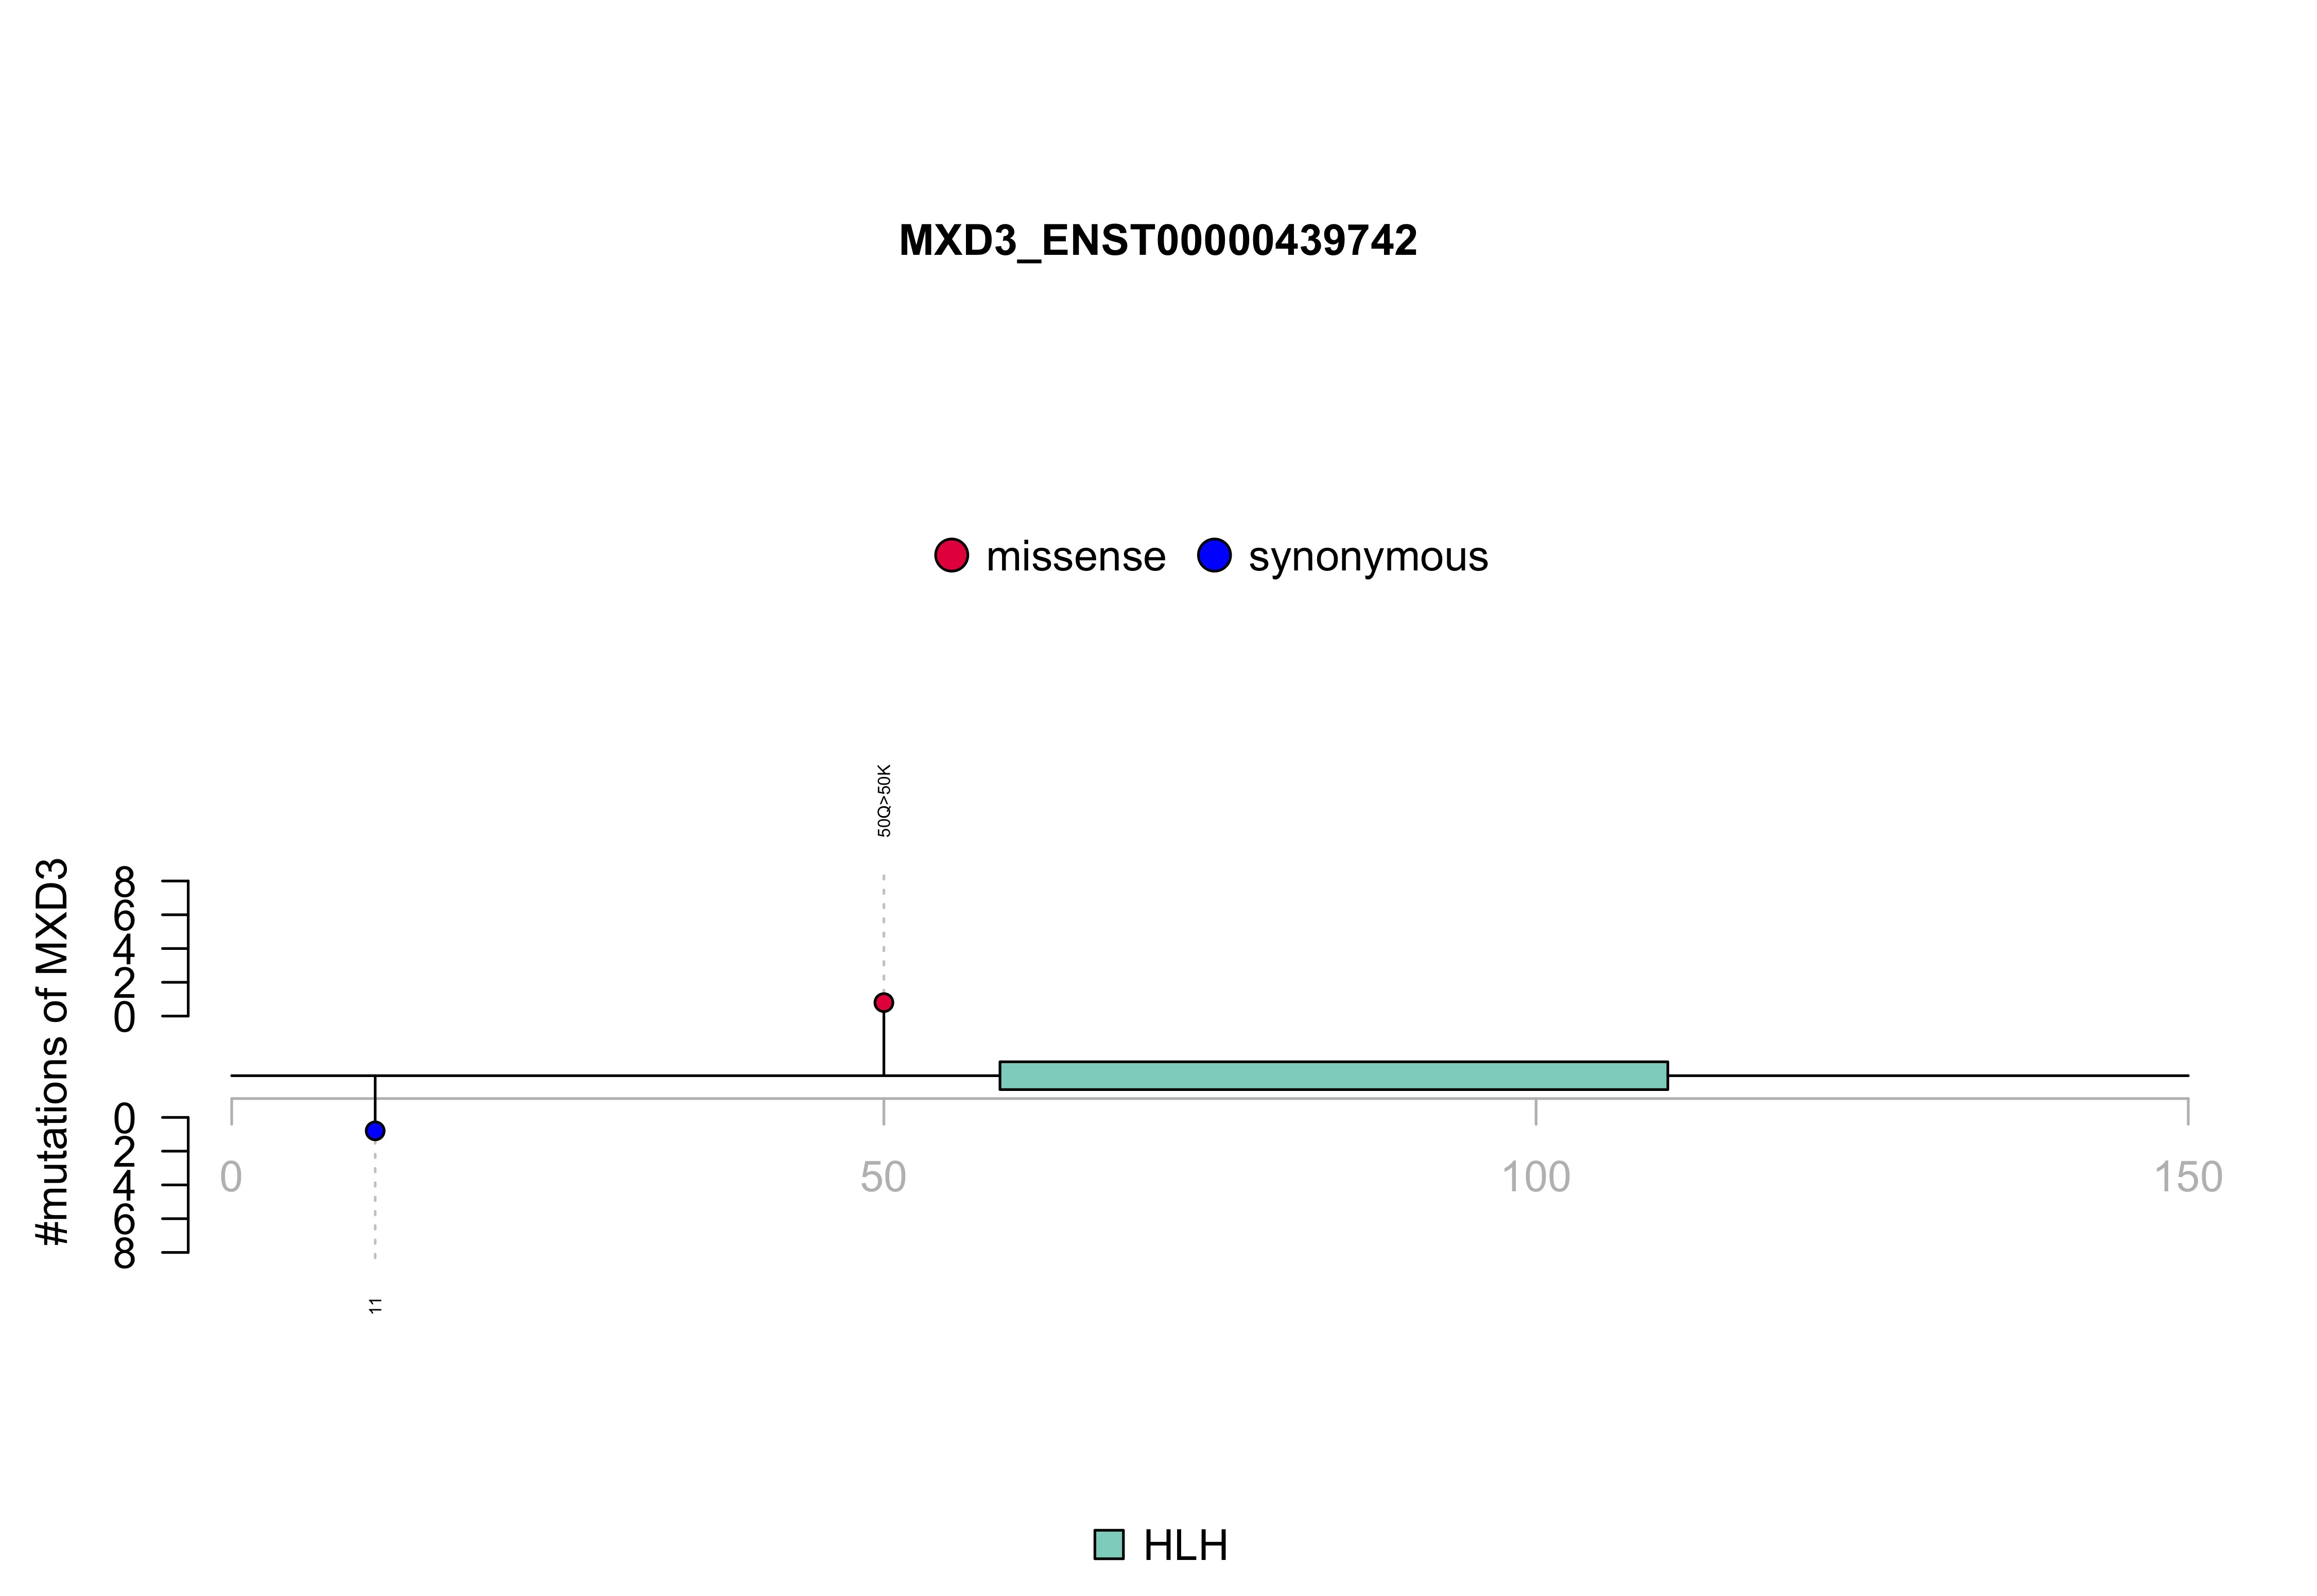 MXD3_ENST00000439742
missense synonymous
50Q>50K
#mutations of MXD3
8
6
4
2
0
0
2
4
6
8
0 50 100 150
11
HLH